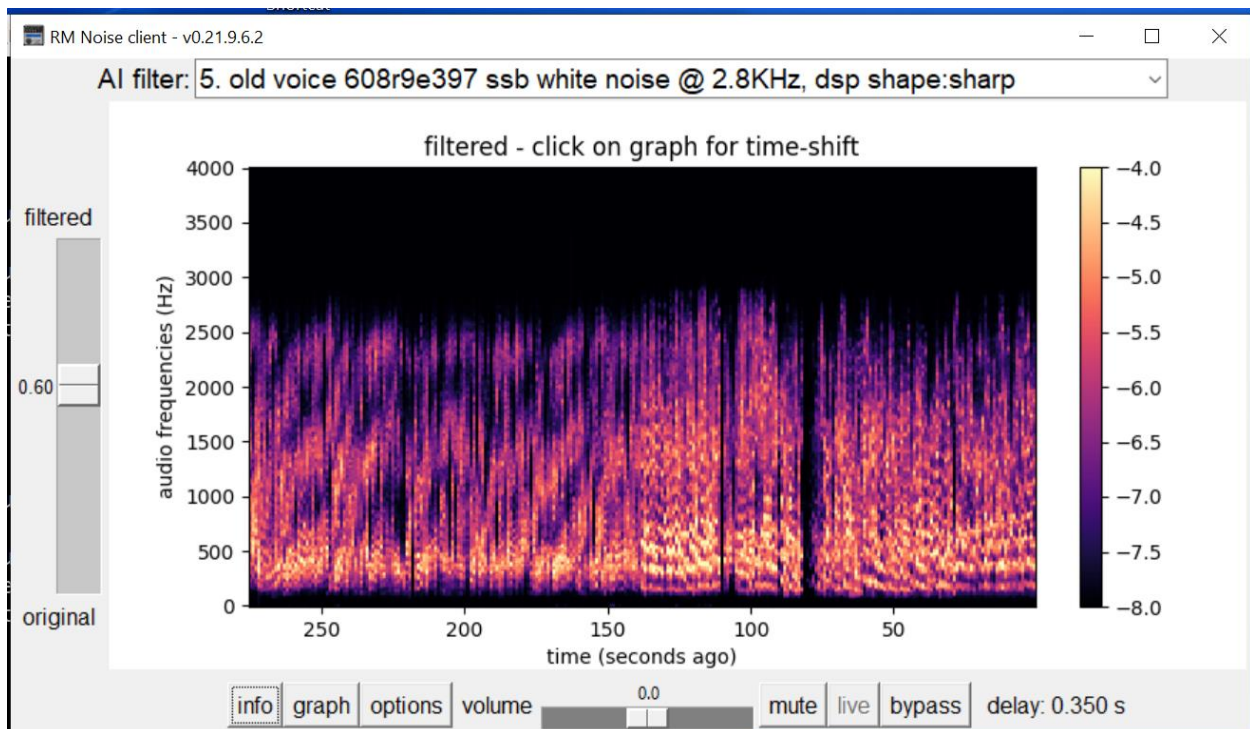 Shortcut
RM Noise client - v0.21.9.6.2
AI filter: 5. old voice 608r9e397 ssb white noise @ 2.8KHz, dsp shape:sharp
filtered - click on graph for time-shift
filtered
0.60
original
audio frequencies (Hz)
4000
3500
3000
2500
2000
1500
1000
500
0
250 200 150 100 50
time (seconds ago)
−4.0
−4.5
−5.0
−5.5
−6.0
−6.5
−7.0
−7.5
−8.0
info graph options volume 0.0 mute live bypass delay: 0.350 s